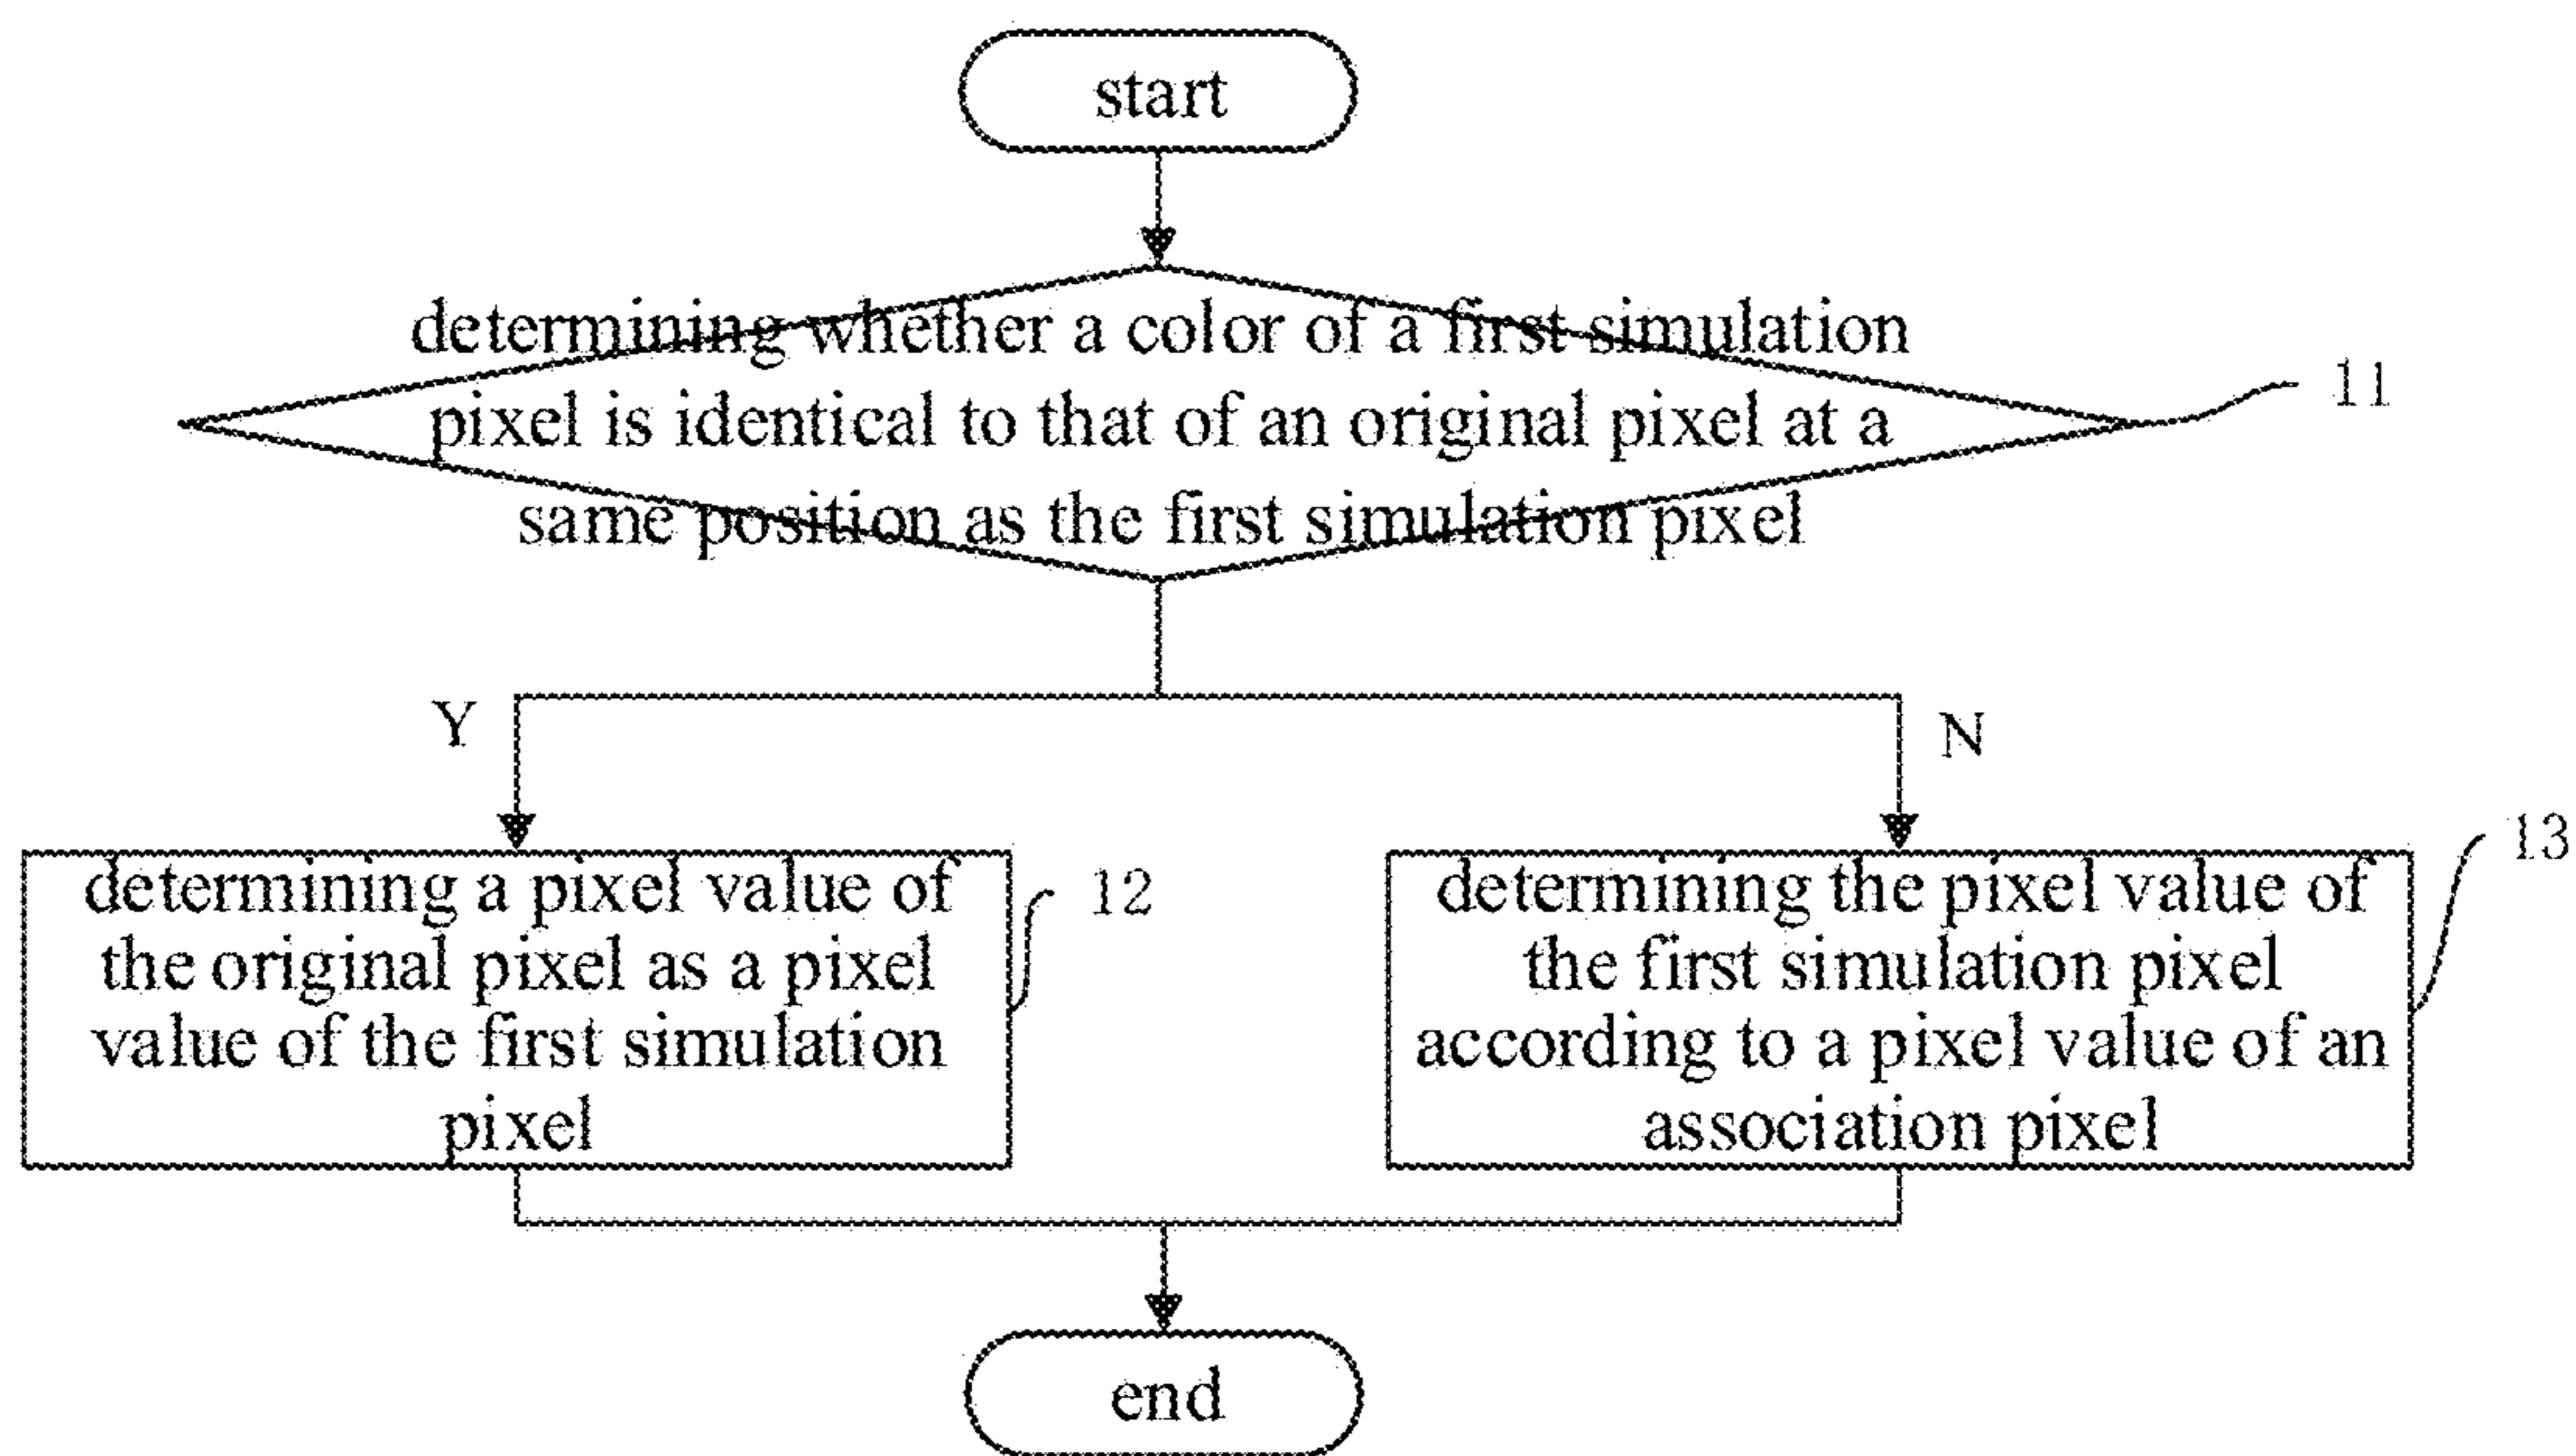 start
determining whether a color of a first simulation
pixel is identical to that of an original pixel at a
same position as the first simulation pixel
11
Y
N
determining a pixel value of
the original pixel as a pixel
value of the first simulation
pixel
12
determining the pixel value of
the first simulation pixel
according to a pixel value of an
association pixel
13
end